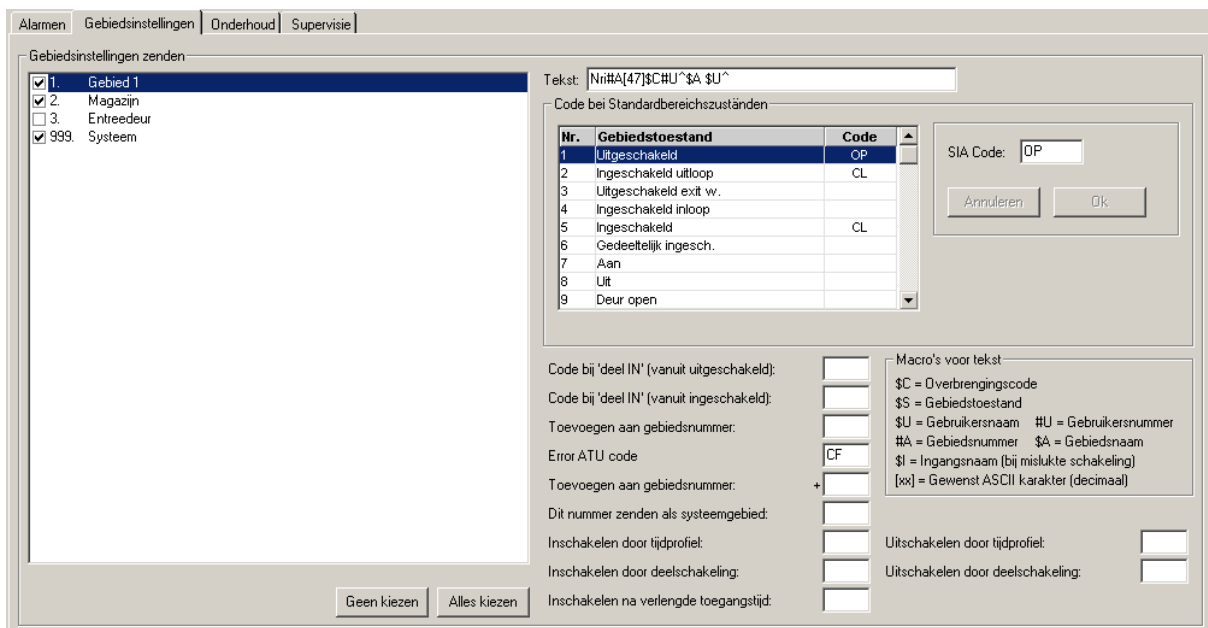 Alarmen Gebiedsinstellingen Onderhoud Supervisie
Gebiedsinstellingen zenden
1. Gebied 1
2. Magazijn
3. Entreedeur
999. Systeem
Geen kiezen Alles kiezen
Tekst: Nri#A[47]$C#U^$A $U^
Code bei Standardbereichszuständen
Nr. Gebiedstoestand Code
1 Uitgeschakeld OP
2 Ingeschakeld uitloop CL
3 Uitgeschakeld exit w.
4 Ingeschakeld inloop
5 Ingeschakeld CL
6 Gedeeltelijk ingesch.
7 Aan
8 Uit
9 Deur open
SIA Code: OP
Annuleren Ok
Code bij 'deel IN' (vanuit uitgeschakeld):
Code bij 'deel IN' (vanuit ingeschakeld):
Toevoegen aan gebiedsnummer:
Error ATU code CF
Toevoegen aan gebiedsnummer: +
Dit nummer zenden als systeemgebied:
Inschakelen door tijdprofiel:
Inschakelen door deelschakeling:
Inschakelen na verlengde toegangstijd:
Macro's voor tekst
$C = Overbrengingscode
$S = Gebiedstoestand
$U = Gebruikersnaam #U = Gebruikersnummer
#A = Gebiedsnummer $A = Gebiedsnaam
$I = Ingangsnaam (bij mislukte schakeling)
[xx] = Gewenst ASCII karakter (decimaal)
Uitschakelen door tijdprofiel:
Uitschakelen door deelschakeling: